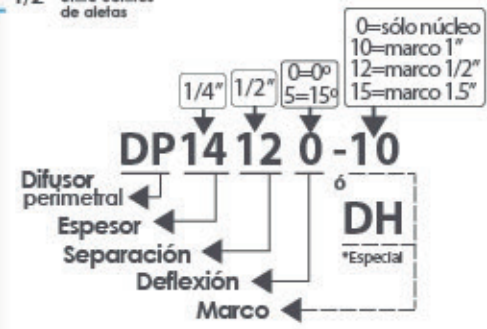 1/2" entre centros
de aletas
0=sólo núcleo
10=marco 1"
12=marco 1/2"
15=marco 1.5"
1/4"
1/2"
0=0º
5=15º
DP14 12 0 -10
ó
DH
*Especial
Difusor
perimetral
Espesor
Separación
Deflexión
Marco